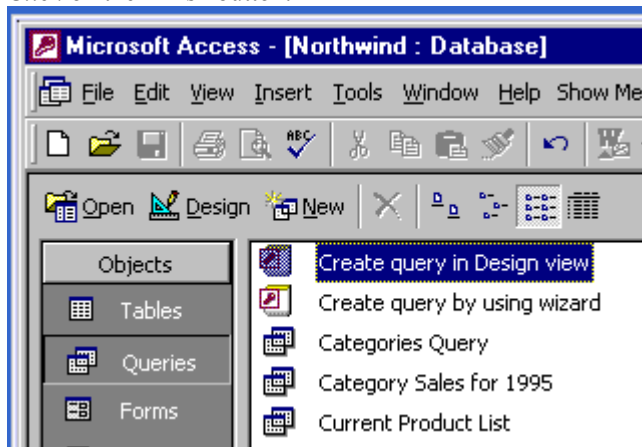 Microsoft Access - [Northwind : Database]
File Edit View Insert Tools Window Help Show Me
ABC
Open Design New
Objects
Create query in Design view
Tables
Create query by using wizard
Queries
Categories Query
Category Sales for 1995
Forms
Current Product List